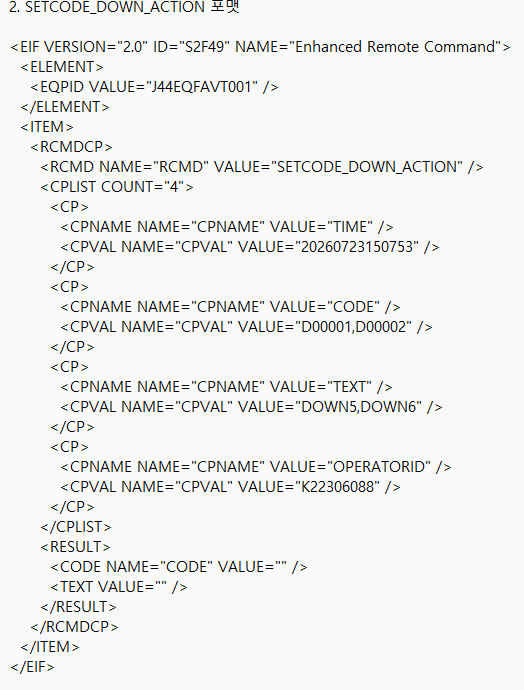 2. SETCODE_DOWN_ACTION 포맷
<EIF VERSION="2.0" ID="S2F49" NAME="Enhanced Remote Command">
<ELEMENT>
<EQPID VALUE="J44EQFAVT001" />
</ELEMENT>
<ITEM>
<RCMDCP>
<RCMD NAME="RCMD" VALUE="SETCODE_DOWN_ACTION" />
<CPLIST COUNT="4">
<CP>
<CPNAME NAME="CPNAME" VALUE="TIME" />
<CPVAL NAME="CPVAL" VALUE="20260723150753" />
</CP>
<CP>
<CPNAME NAME="CPNAME" VALUE="CODE" />
<CPVAL NAME="CPVAL" VALUE="D00001,D00002" />
</CP>
<CP>
<CPNAME NAME="CPNAME" VALUE="TEXT" />
<CPVAL NAME="CPVAL" VALUE="DOWN5,DOWN6" />
</CP>
<CP>
<CPNAME NAME="CPNAME" VALUE="OPERATORID" />
<CPVAL NAME="CPVAL" VALUE="K22306088" />
</CP>
</CPLIST>
<RESULT>
<CODE NAME="CODE" VALUE="" />
<TEXT VALUE="" />
</RESULT>
</RCMDCP>
</ITEM>
</EIF>